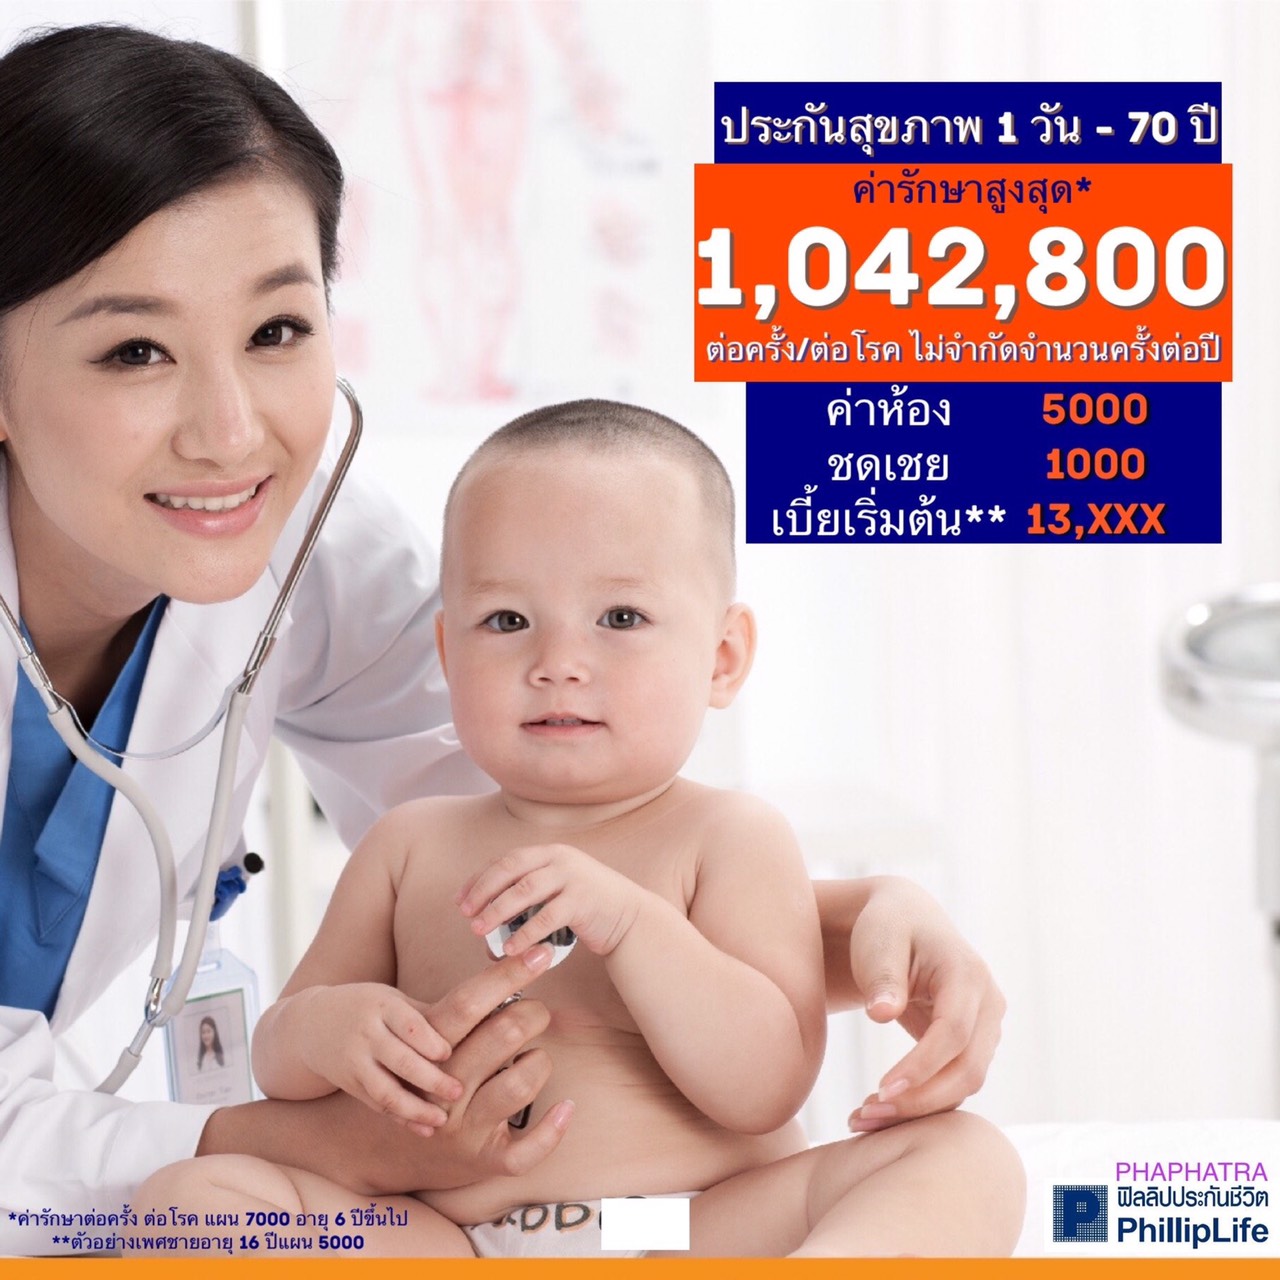 ประกันสุขภาพ 1 วัน - 70 ปี
ค่ารักษาสูงสุด*
1,042,800
ต่อครั้ง/ต่อโรค ไม่จำกัดจำนวนครั้งต่อปี
ค่าห้อง 5000
ชดเชย 1000
เบี้ยเริ่มต้น** 13,XXX
*ค่ารักษาต่อครั้ง ต่อโรค แผน 7000 อายุ 6 ปีขึ้นไป
**ตัวอย่างเพศชายอายุ 16 ปีแผน 5000
PHAPHATRA
ฟิลลิปประกันชีวิต
PhillipLife